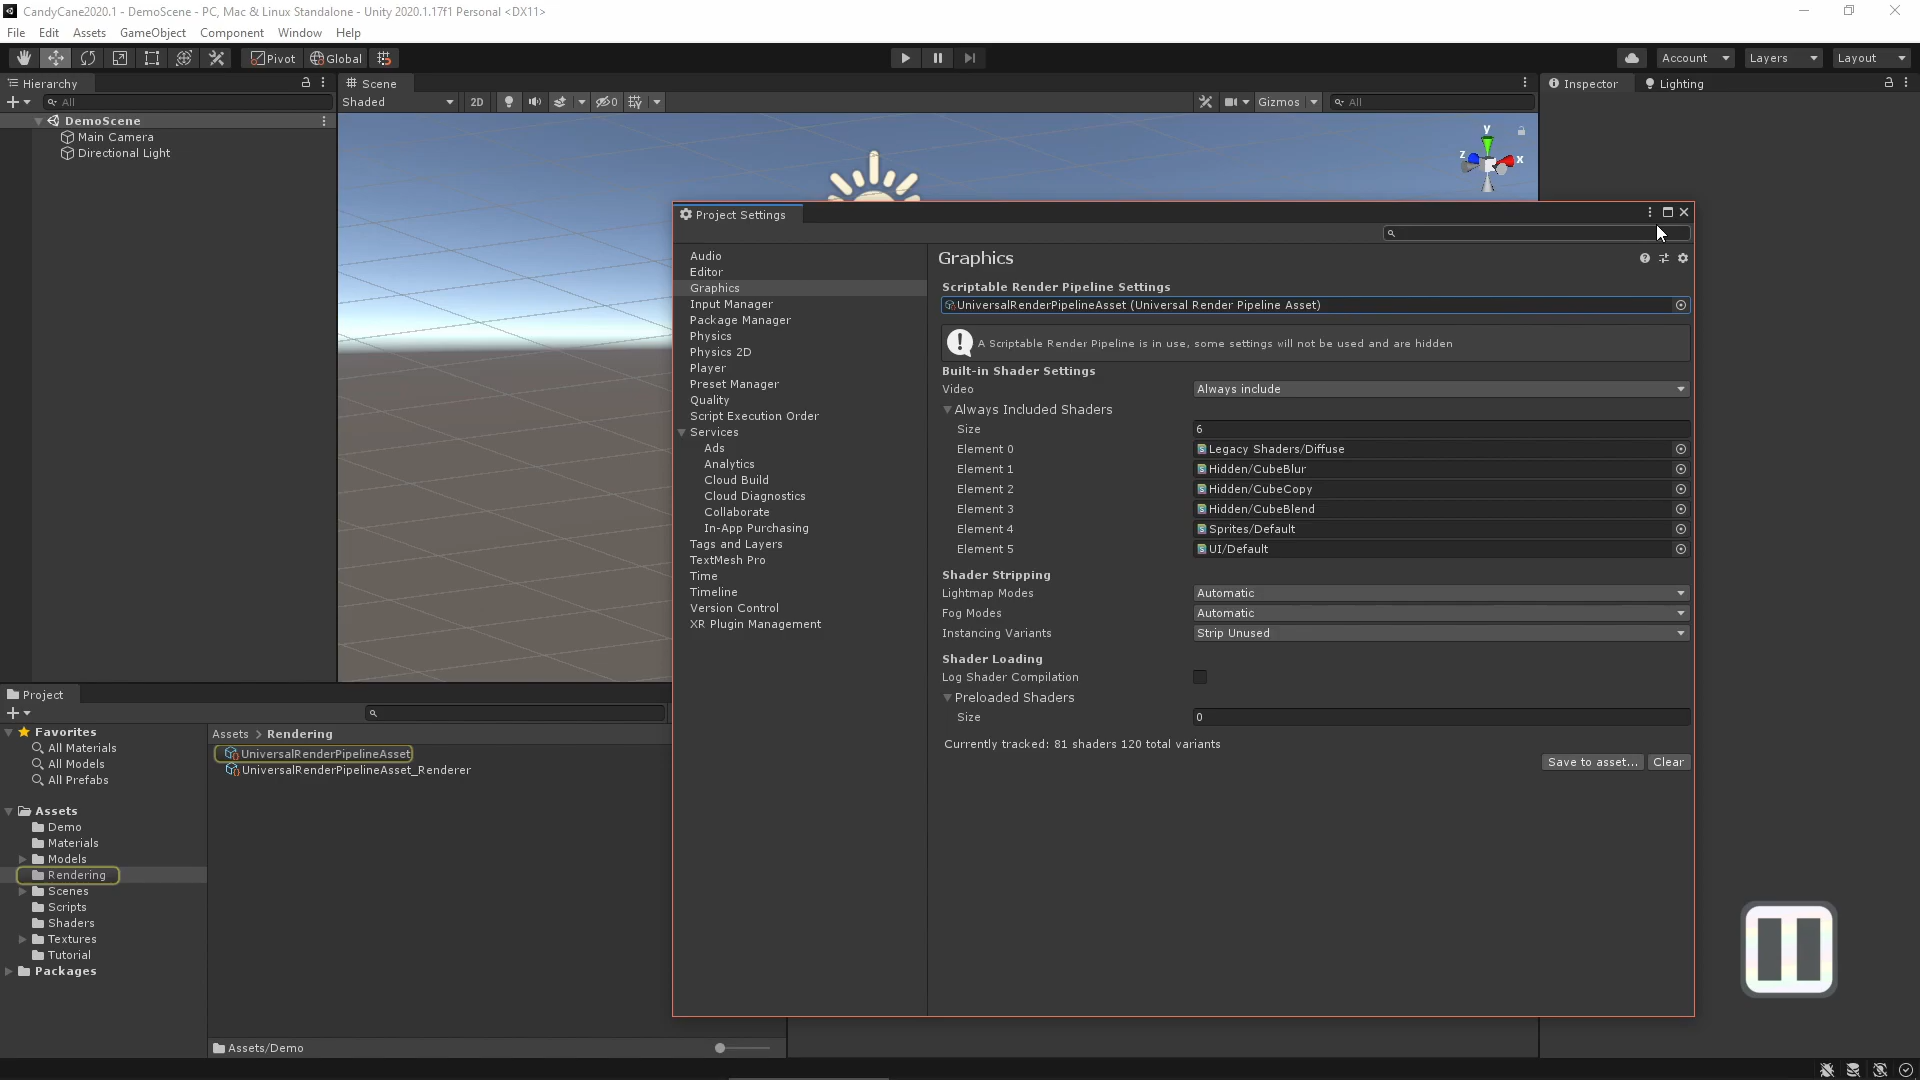 CandyCane2020.1 - DemoScene - PC, Mac & Linux Standalone - Unity 2020.1.17f1 Personal <DX11>
File Edit Assets GameObject Component Window Help
Pivot Global Account Layers Layout
Hierarchy
All
DemoScene
Main Camera
Directional Light
Scene
Shaded 2D 0 Gizmos All
y
z
x
Inspector Lighting
Project Settings
Audio
Editor
Graphics
Input Manager
Package Manager
Physics
Physics 2D
Player
Preset Manager
Quality
Script Execution Order
Services
Ads
Analytics
Cloud Build
Cloud Diagnostics
Collaborate
In-App Purchasing
Tags and Layers
TextMesh Pro
Time
Timeline
Version Control
XR Plugin Management
Graphics
Scriptable Render Pipeline Settings
UniversalRenderPipelineAsset (Universal Render Pipeline Asset)
A Scriptable Render Pipeline is in use, some settings will not be used and are hidden
Built-in Shader Settings
Video Always include
Always Included Shaders
Size 6
Element 0 Legacy Shaders/Diffuse
Element 1 Hidden/CubeBlur
Element 2 Hidden/CubeCopy
Element 3 Hidden/CubeBlend
Element 4 Sprites/Default
Element 5 UI/Default
Shader Stripping
Lightmap Modes Automatic
Fog Modes Automatic
Instancing Variants Strip Unused
Shader Loading
Log Shader Compilation
Preloaded Shaders
Size 0
Currently tracked: 81 shaders 120 total variants
Save to asset... Clear
Project
Favorites
All Materials
All Models
All Prefabs
Assets
Demo
Materials
Models
Rendering
Scenes
Scripts
Shaders
Textures
Tutorial
Packages
Assets > Rendering
UniversalRenderPipelineAsset
UniversalRenderPipelineAsset_Renderer
Assets/Demo